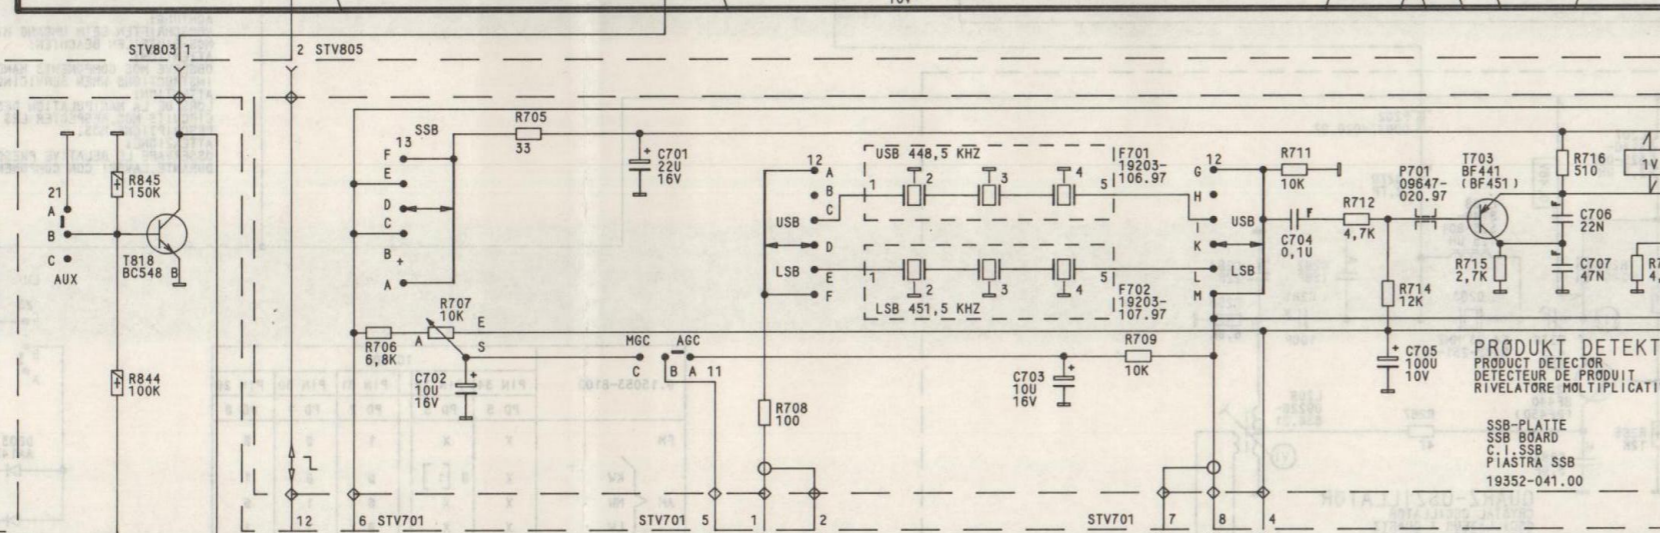 STV803 1
2 STV805
21
A
B
C
AUX
R845
150K
T818
BC548 B
R844
100K
12
SSB
13
F
E
D
C
B +
A
R705
33
+ C701
22U
16V
R707
10K
A
E
S
R706
6,8K
+ C702
10U
16V
6 STV701
MGC
AGC
C
B A 11
STV701 5
12
A
B
C
USB
D
LSB
E
F
R708
100
1
2
USB 448,5 KHZ
1 2 3 4 5
F701
19203-
106.97
1 2 3 4 5
LSB 451,5 KHZ
F702
19203-
107.97
C703 +
10U
16V
R709
10K
12
G
H
I
USB
K
LSB
L
M
STV701 7
8
4
R711
10K
C704
0,1U
R712
4,7K
P701
09647-
020.97
R714
12K
+ C705
100U
10V
T703
BF441
(BF451)
R715
2,7K
R716
510
C706
22N
C707
47N
1V
PRODUKT DETEKT
PRODUCT DETECTOR
DETECTEUR DE PRODUIT
RIVELATORE MOLTIPLICATI
SSB-PLATTE
SSB BOARD
C.I.SSB
PIASTRA SSB
19352-041.00